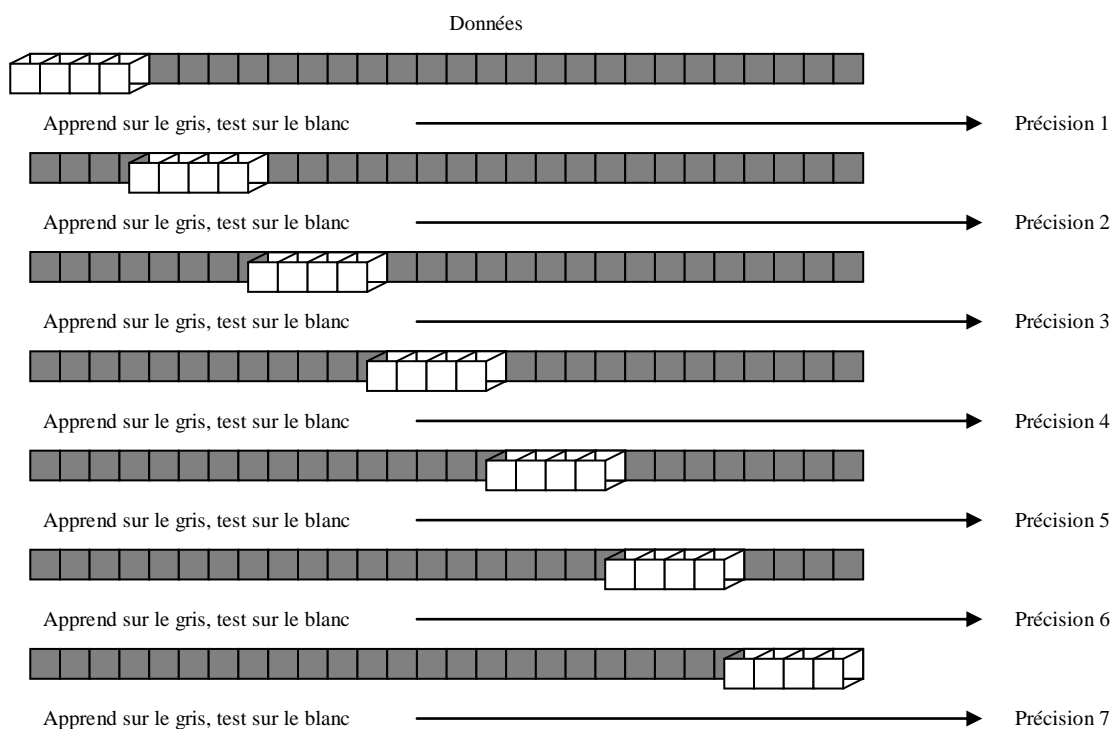 Données
Apprend sur le gris, test sur le blanc Précision 1
Apprend sur le gris, test sur le blanc Précision 2
Apprend sur le gris, test sur le blanc Précision 3
Apprend sur le gris, test sur le blanc Précision 4
Apprend sur le gris, test sur le blanc Précision 5
Apprend sur le gris, test sur le blanc Précision 6
Apprend sur le gris, test sur le blanc Précision 7